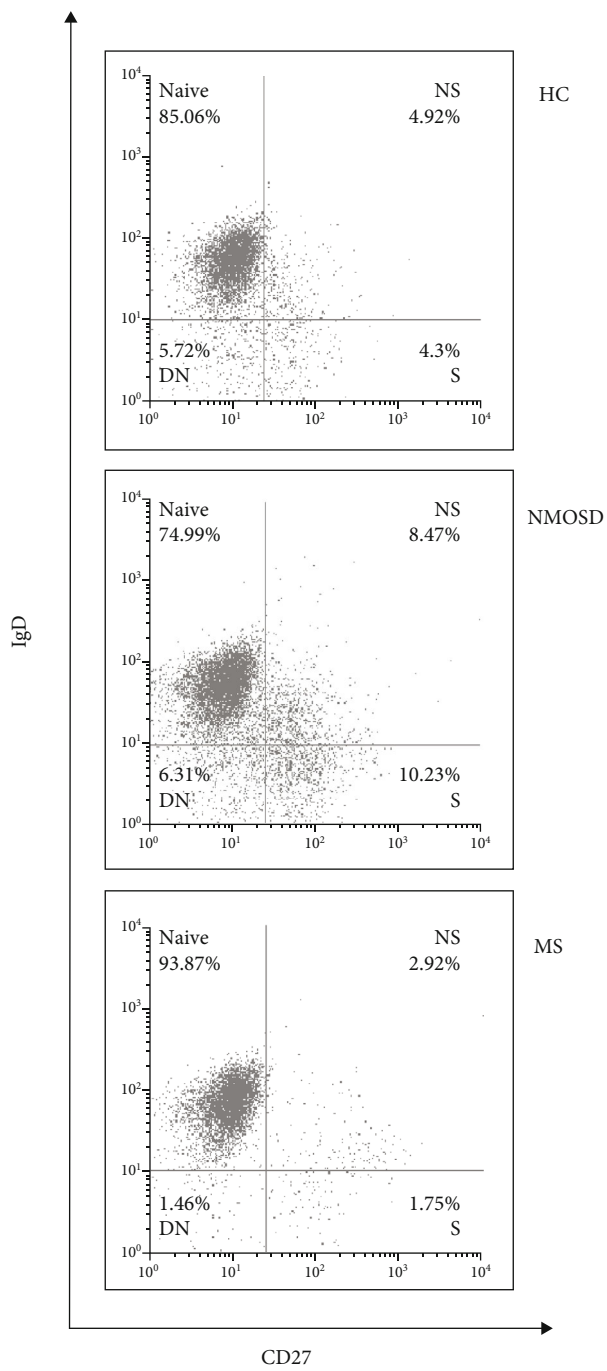 HC
10⁴
Naive NS
85.06% 4.92%
10³
10²
10¹
5.72% 4.3%
DN S
10⁰
10⁰ 10¹ 10² 10³ 10⁴
NMOSD
10⁴
Naive NS
74.99% 8.47%
10³
10²
10¹
6.31% 10.23%
DN S
10⁰
10⁰ 10¹ 10² 10³ 10⁴
IgD
MS
10⁴
Naive NS
93.87% 2.92%
10³
10²
10¹
1.46% 1.75%
DN S
10⁰
10⁰ 10¹ 10² 10³ 10⁴
CD27